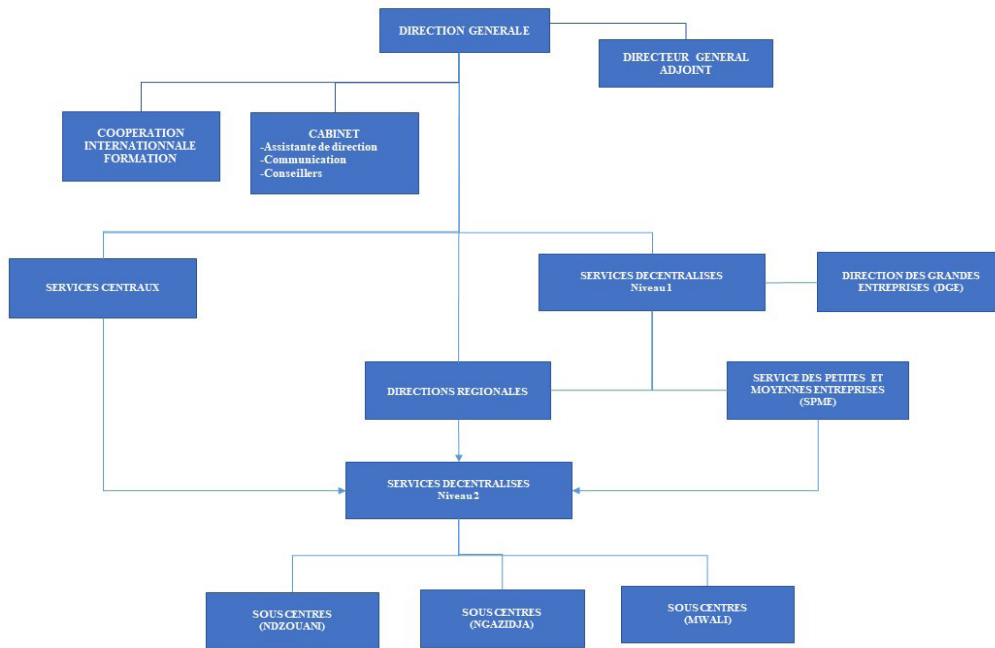 DIRECTION GENERALE
DIRECTEUR GENERAL
ADJOINT
COOPERATION
INTERNATIONNALE
FORMATION
CABINET
-Assistante de direction
-Communication
-Conseillers
SERVICES CENTRAUX
SERVICES DECENTRALISES
Niveau 1
DIRECTION DES GRANDES
ENTREPRISES (DGE)
DIRECTIONS REGIONALES
SERVICE DES PETITES ET
MOYENNES ENTREPRISES
(SPME)
SERVICES DECENTRALISES
Niveau 2
SOUS CENTRES
(NDZOUANI)
SOUS CENTRES
(NGAZIDJA)
SOUS CENTRES
(MWALI)